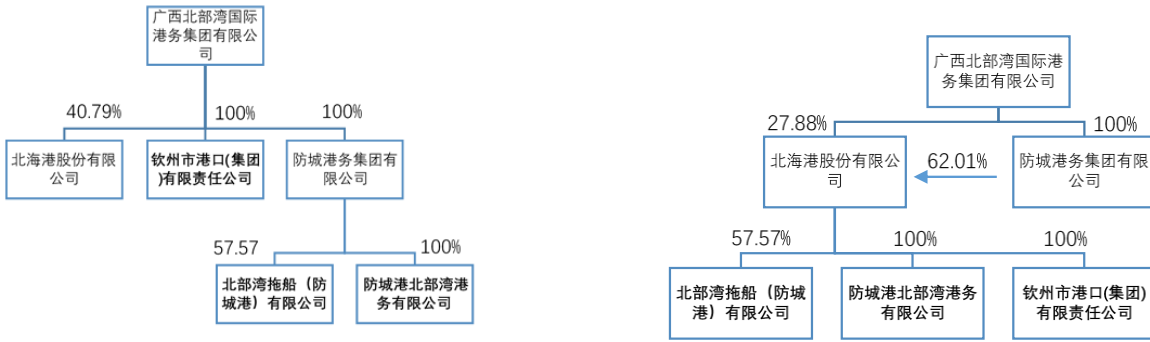 广西北部湾国际
港务集团有限公
司
40.79%
100%
100%
北海港股份有限
公司
钦州市港口(集团
)有限责任公司
防城港务集团有
限公司
57.57
100%
北部湾拖船（防
城港）有限公司
防城港北部湾港
务有限公司
广西北部湾国际港
务集团有限公司
27.88%
100%
北海港股份有限公
司
62.01%
防城港务集团有限
公司
57.57%
100%
100%
北部湾拖船（防城
港）有限公司
防城港北部湾港务
有限公司
钦州市港口(集团)
有限责任公司